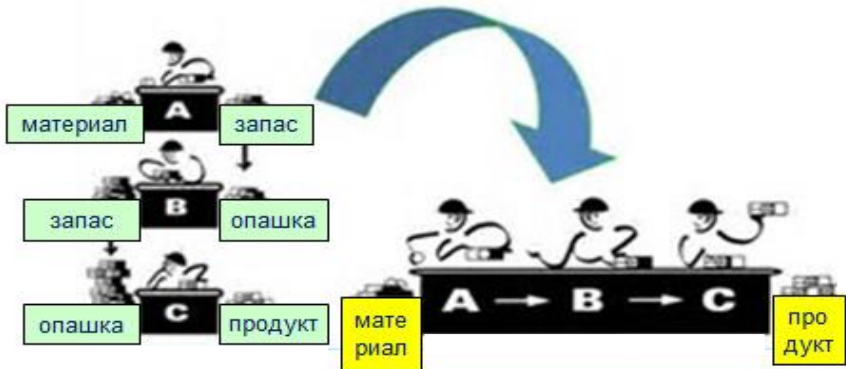 материал A запас
запас B опашка
опашка C продукт
мате
риал
A → B → C
про
дукт